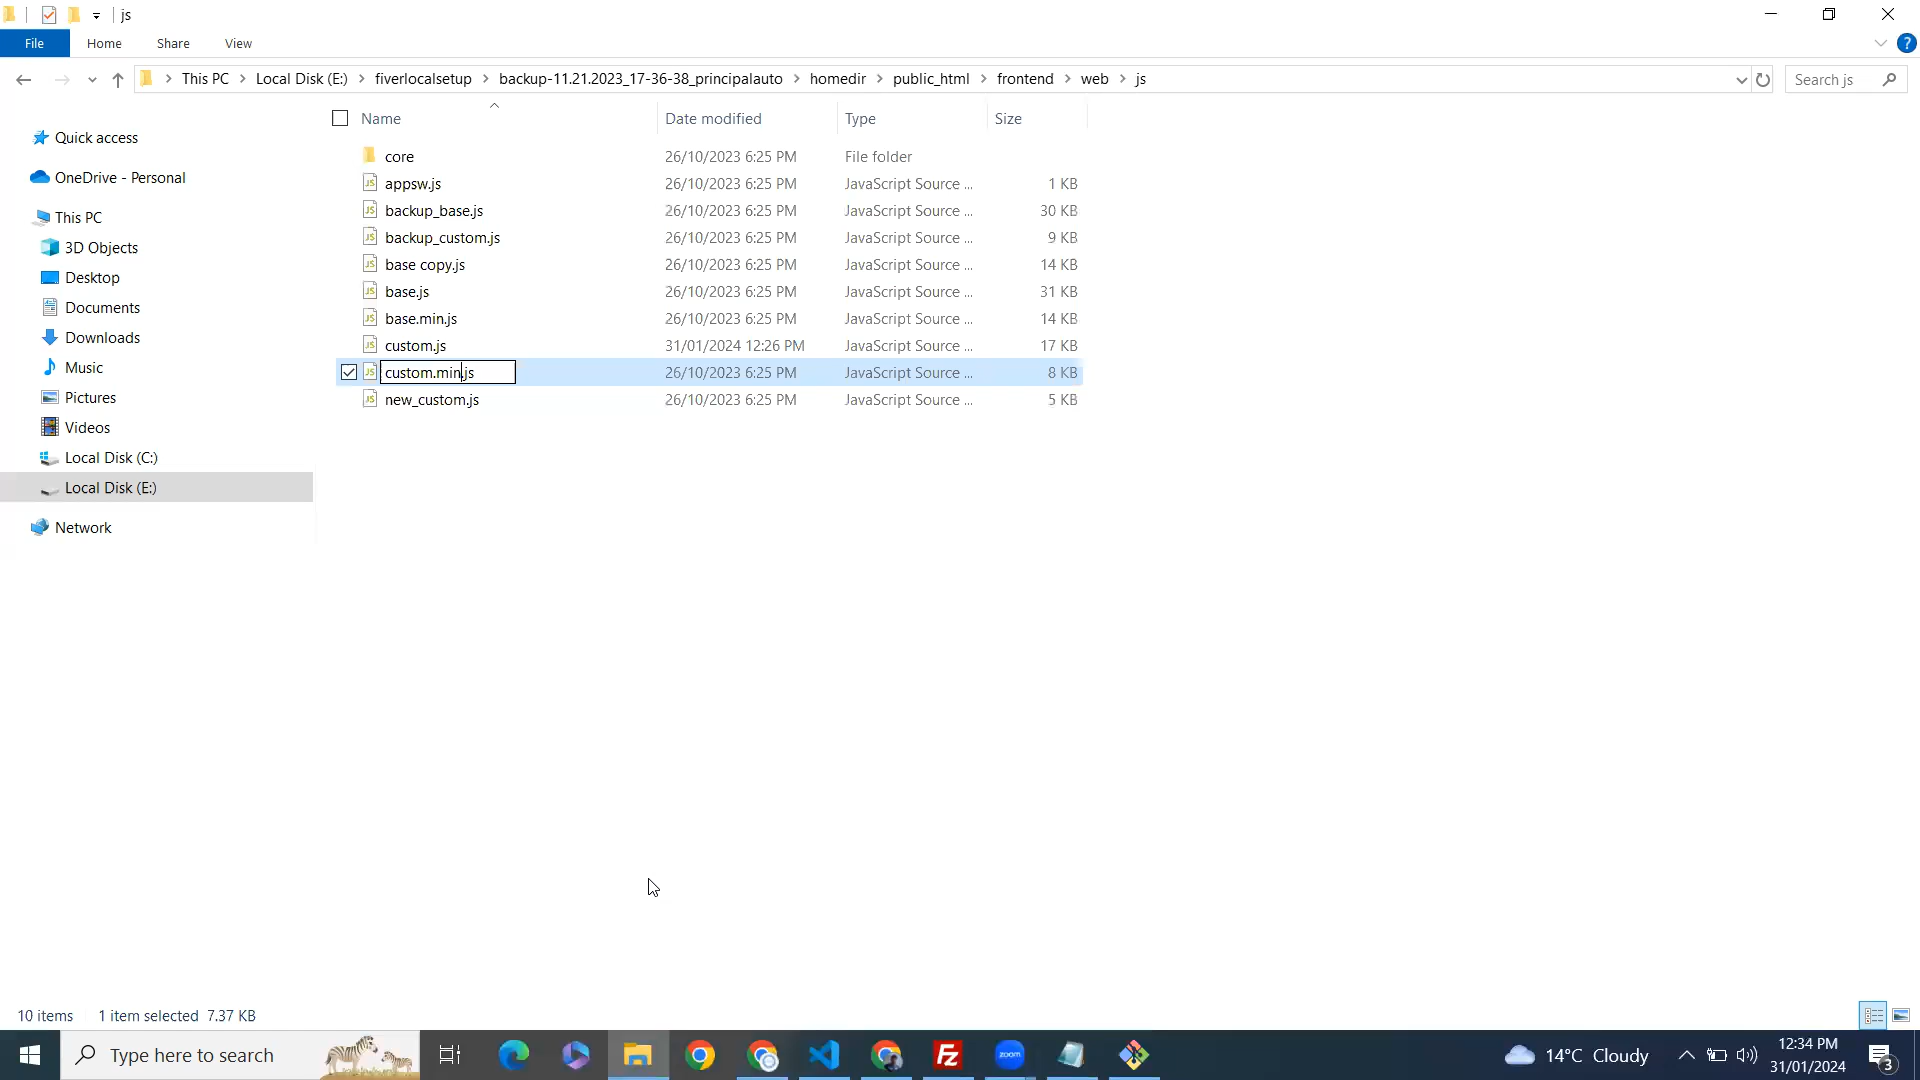 js
File Home Share View
This PC Local Disk (E:) fiverlocalsetup backup-11.21.2023_17-36-38_principalauto homedir public_html frontend web js
Search js
Name Date modified Type Size
Quick access
OneDrive - Personal
This PC
3D Objects
Desktop
Documents
Downloads
Music
Pictures
Videos
Local Disk (C:)
Local Disk (E:)
Network
core 26/10/2023 6:25 PM File folder
appsw.js 26/10/2023 6:25 PM JavaScript Source ... 1 KB
backup_base.js 26/10/2023 6:25 PM JavaScript Source ... 30 KB
backup_custom.js 26/10/2023 6:25 PM JavaScript Source ... 9 KB
base copy.js 26/10/2023 6:25 PM JavaScript Source ... 14 KB
base.js 26/10/2023 6:25 PM JavaScript Source ... 31 KB
base.min.js 26/10/2023 6:25 PM JavaScript Source ... 14 KB
custom.js 31/01/2024 12:26 PM JavaScript Source ... 17 KB
custom.min.js 26/10/2023 6:25 PM JavaScript Source ... 8 KB
new_custom.js 26/10/2023 6:25 PM JavaScript Source ... 5 KB
10 items 1 item selected 7.37 KB
Type here to search
zoom
14°C Cloudy
12:34 PM
31/01/2024
3